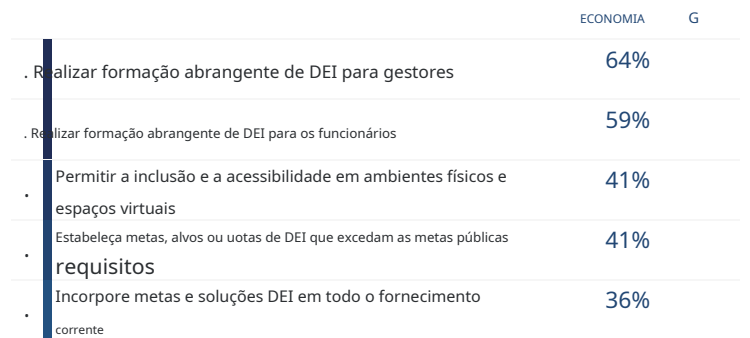 ECONOMIA G
. Realizar formação abrangente de DEI para gestores 64%
. Realizar formação abrangente de DEI para os funcionários 59%
Permitir a inclusão e a acessibilidade em ambientes físicos e 41%
. espaços virtuais
Estabeleça metas, alvos ou uotas de DEI que excedam as metas públicas 41%
. requisitos
Incorpore metas e soluções DEI em todo o fornecimento 36%
. corrente